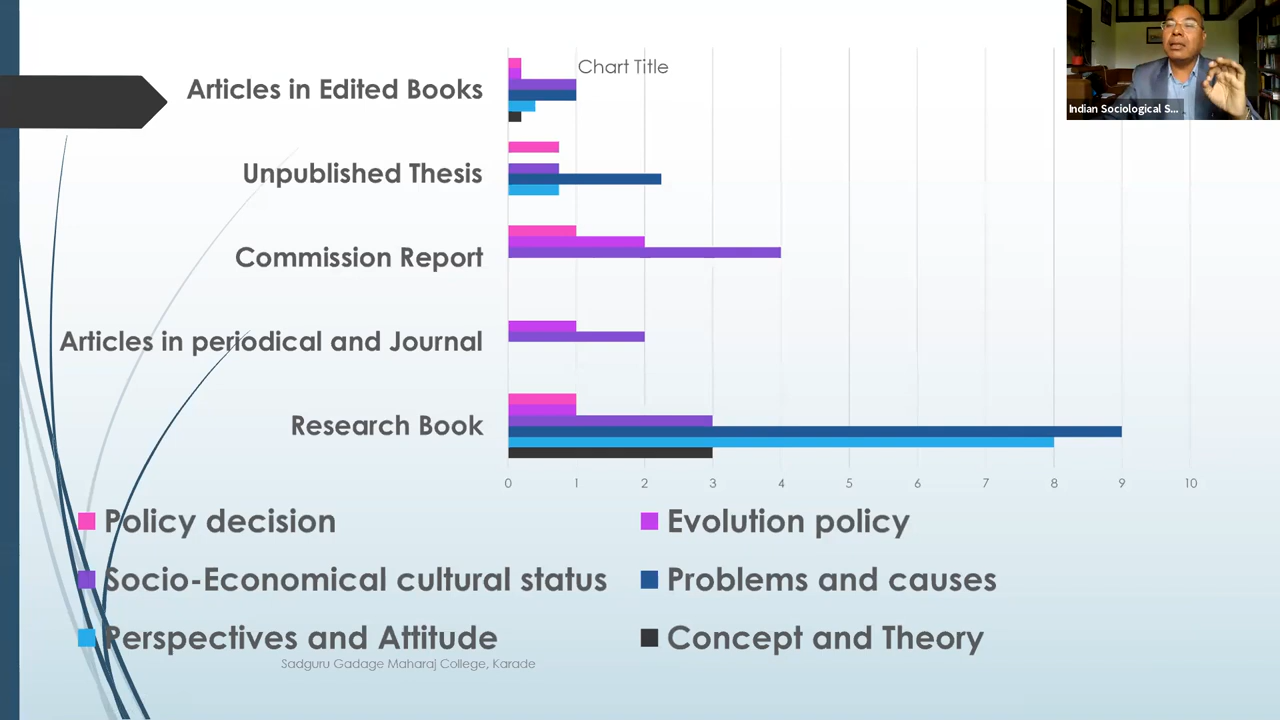 Chart Title
Articles in Edited Books
Unpublished Thesis
Commission Report
Articles in periodical and Journal
Research Book
0 1 2 3 4 5 6 7 8 9 10
Policy decision
Evolution policy
Socio-Economical cultural status
Problems and causes
Perspectives and Attitude
Concept and Theory
Sadguru Gadage Maharaj College, Karade
Indian Sociological S...